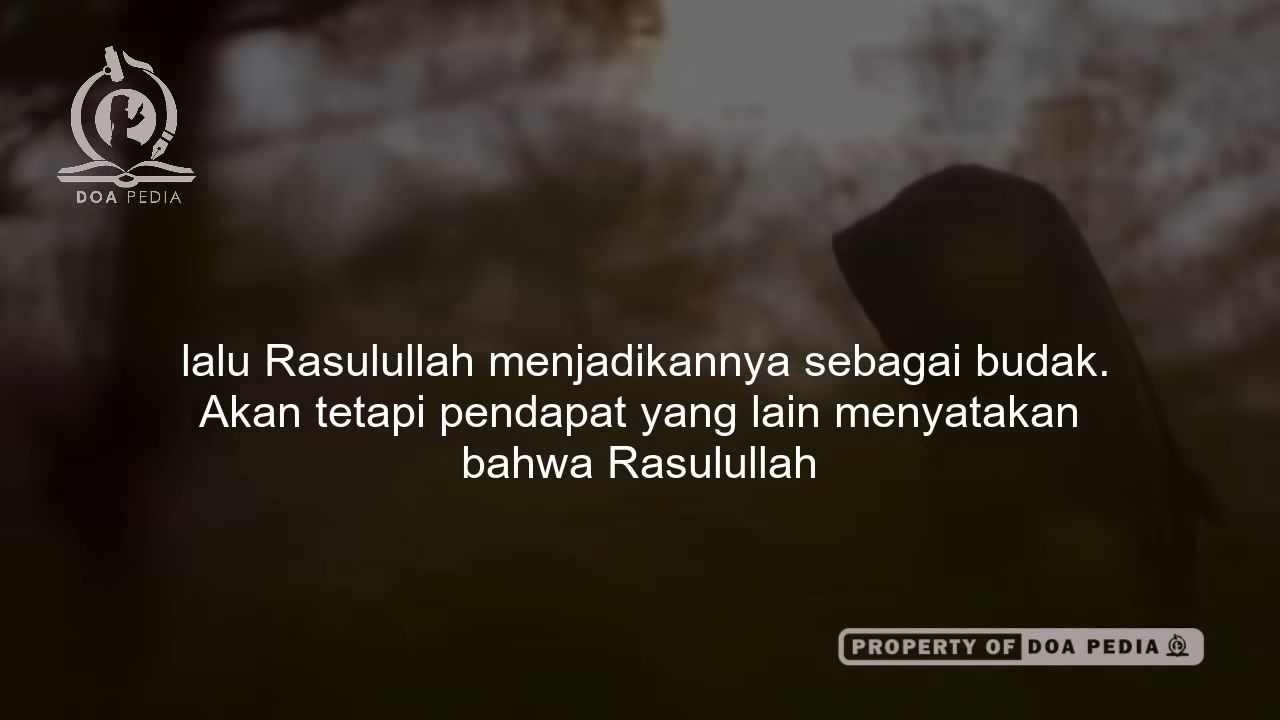 DOA PEDIA
lalu Rasulullah menjadikannya sebagai budak.
Akan tetapi pendapat yang lain menyatakan
bahwa Rasulullah
PROPERTY OF DOA PEDIA